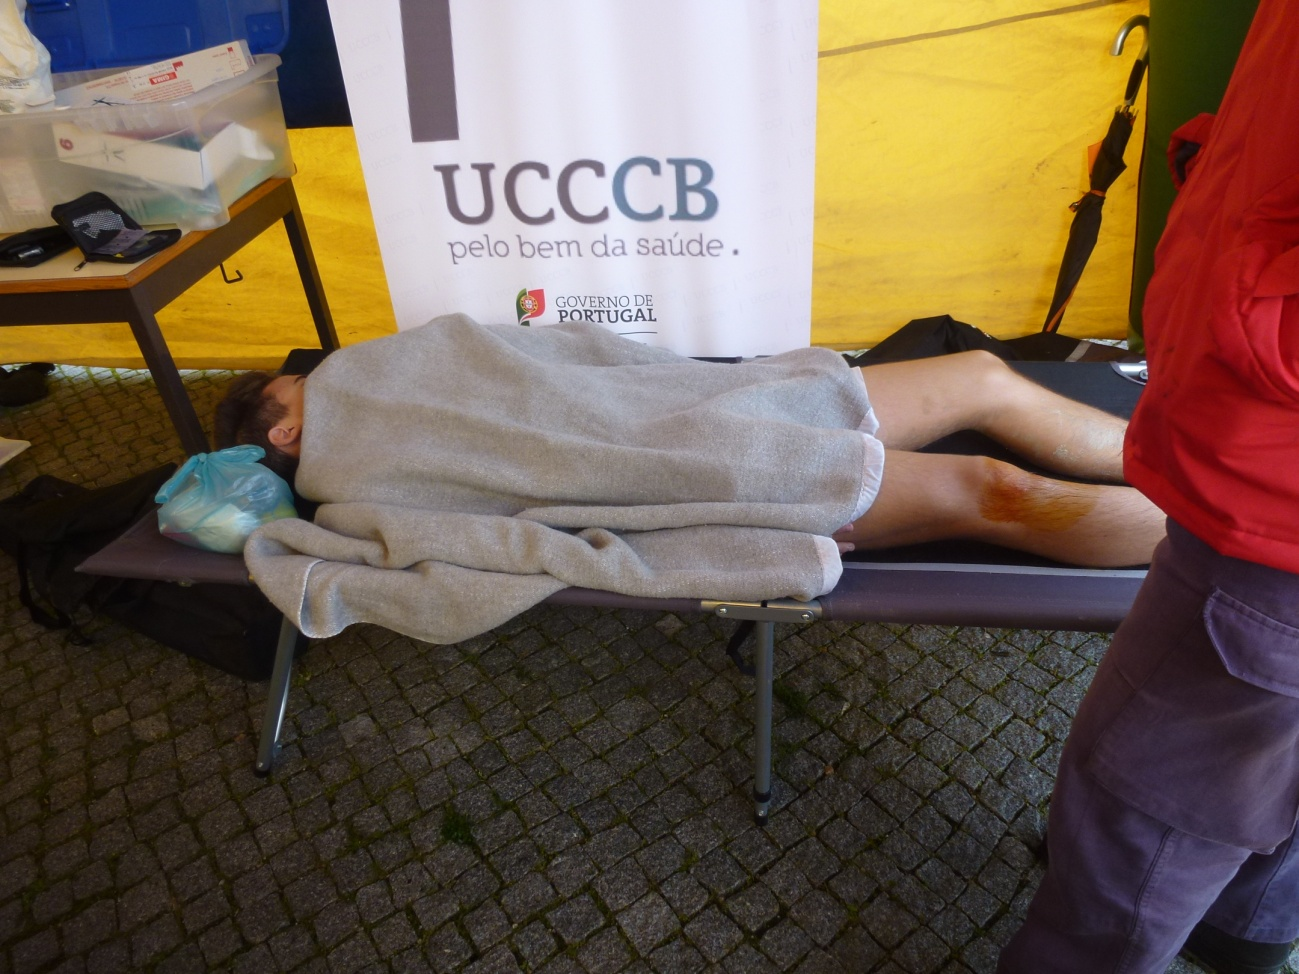 UCCCB
pelo bem da saúde.
GOVERNO DE
PORTUGAL